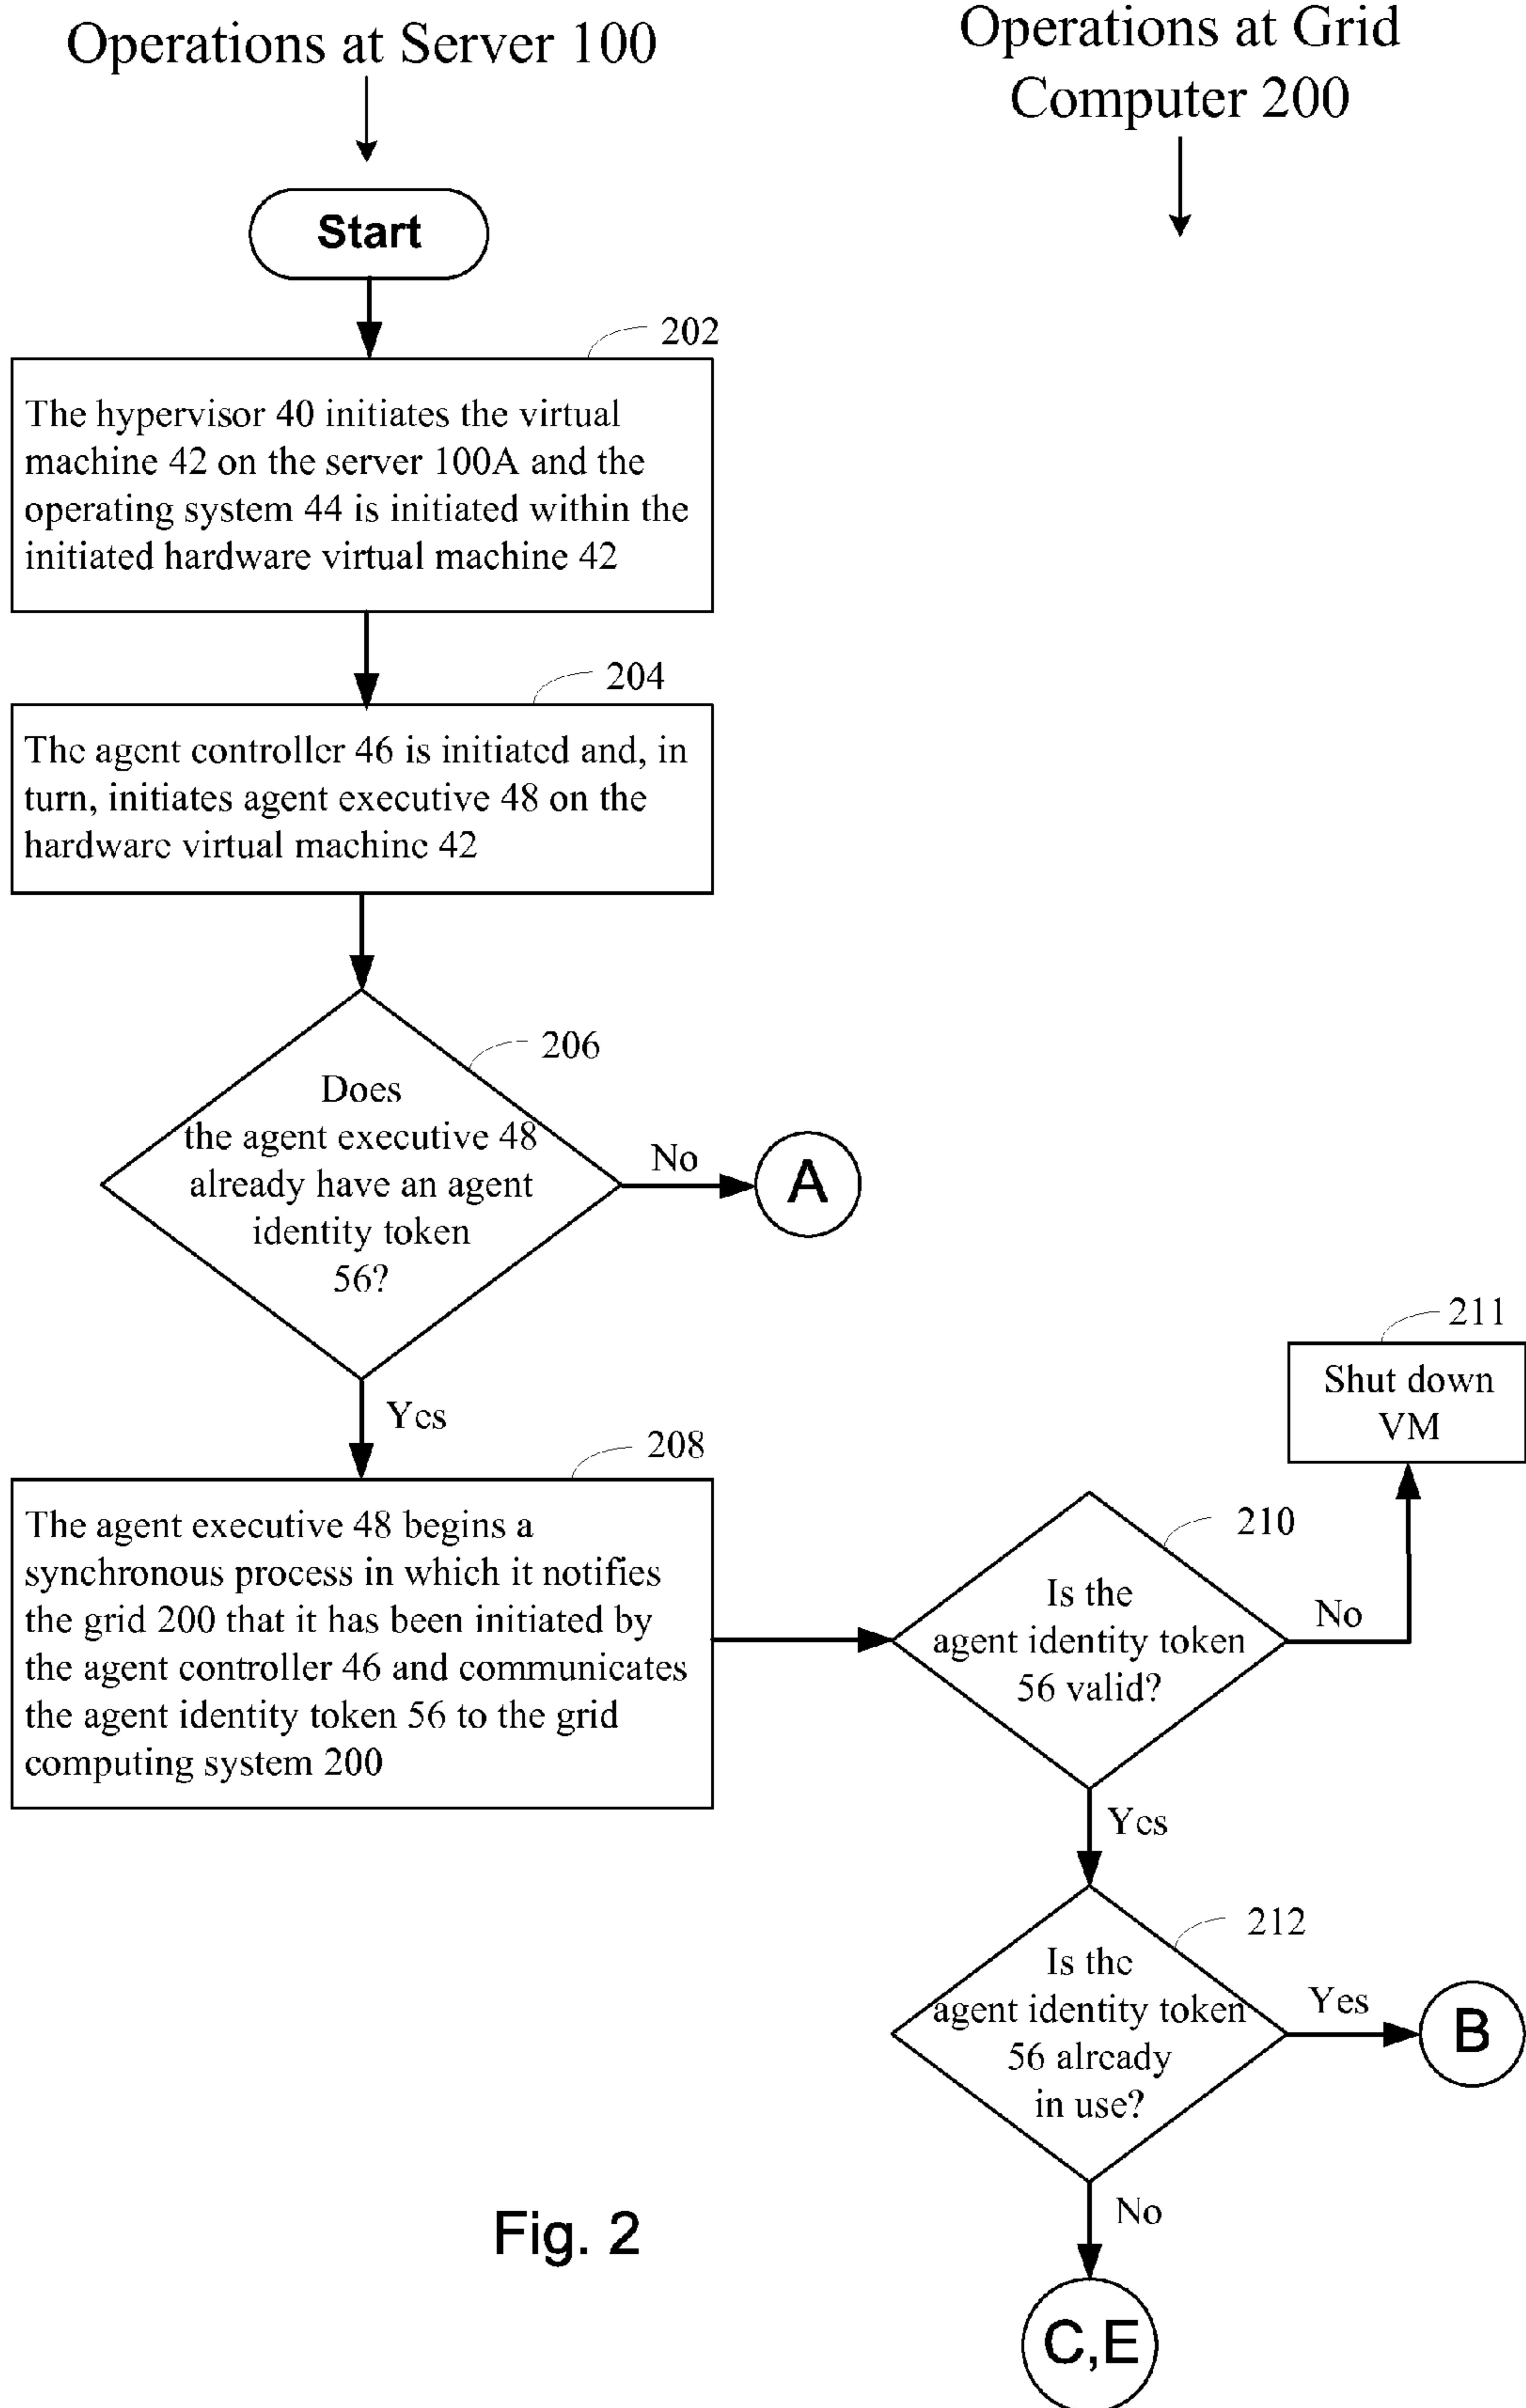 Operations at Server 100
Operations at Grid
Computer 200
Start
202
The hypervisor 40 initiates the virtual
machine 42 on the server 100A and the
operating system 44 is initiated within the
initiated hardware virtual machine 42
204
The agent controller 46 is initiated and, in
turn, initiates agent executive 48 on the
hardware virtual machine 42
206
Does
the agent executive 48
already have an agent
identity token
56?
No
A
Yes
208
The agent executive 48 begins a
synchronous process in which it notifies
the grid 200 that it has been initiated by
the agent controller 46 and communicates
the agent identity token 56 to the grid
computing system 200
211
Shut down
VM
210
Is the
agent identity token
56 valid?
No
Yes
212
Is the
agent identity token
56 already
in use?
Yes
B
No
C,E
Fig. 2